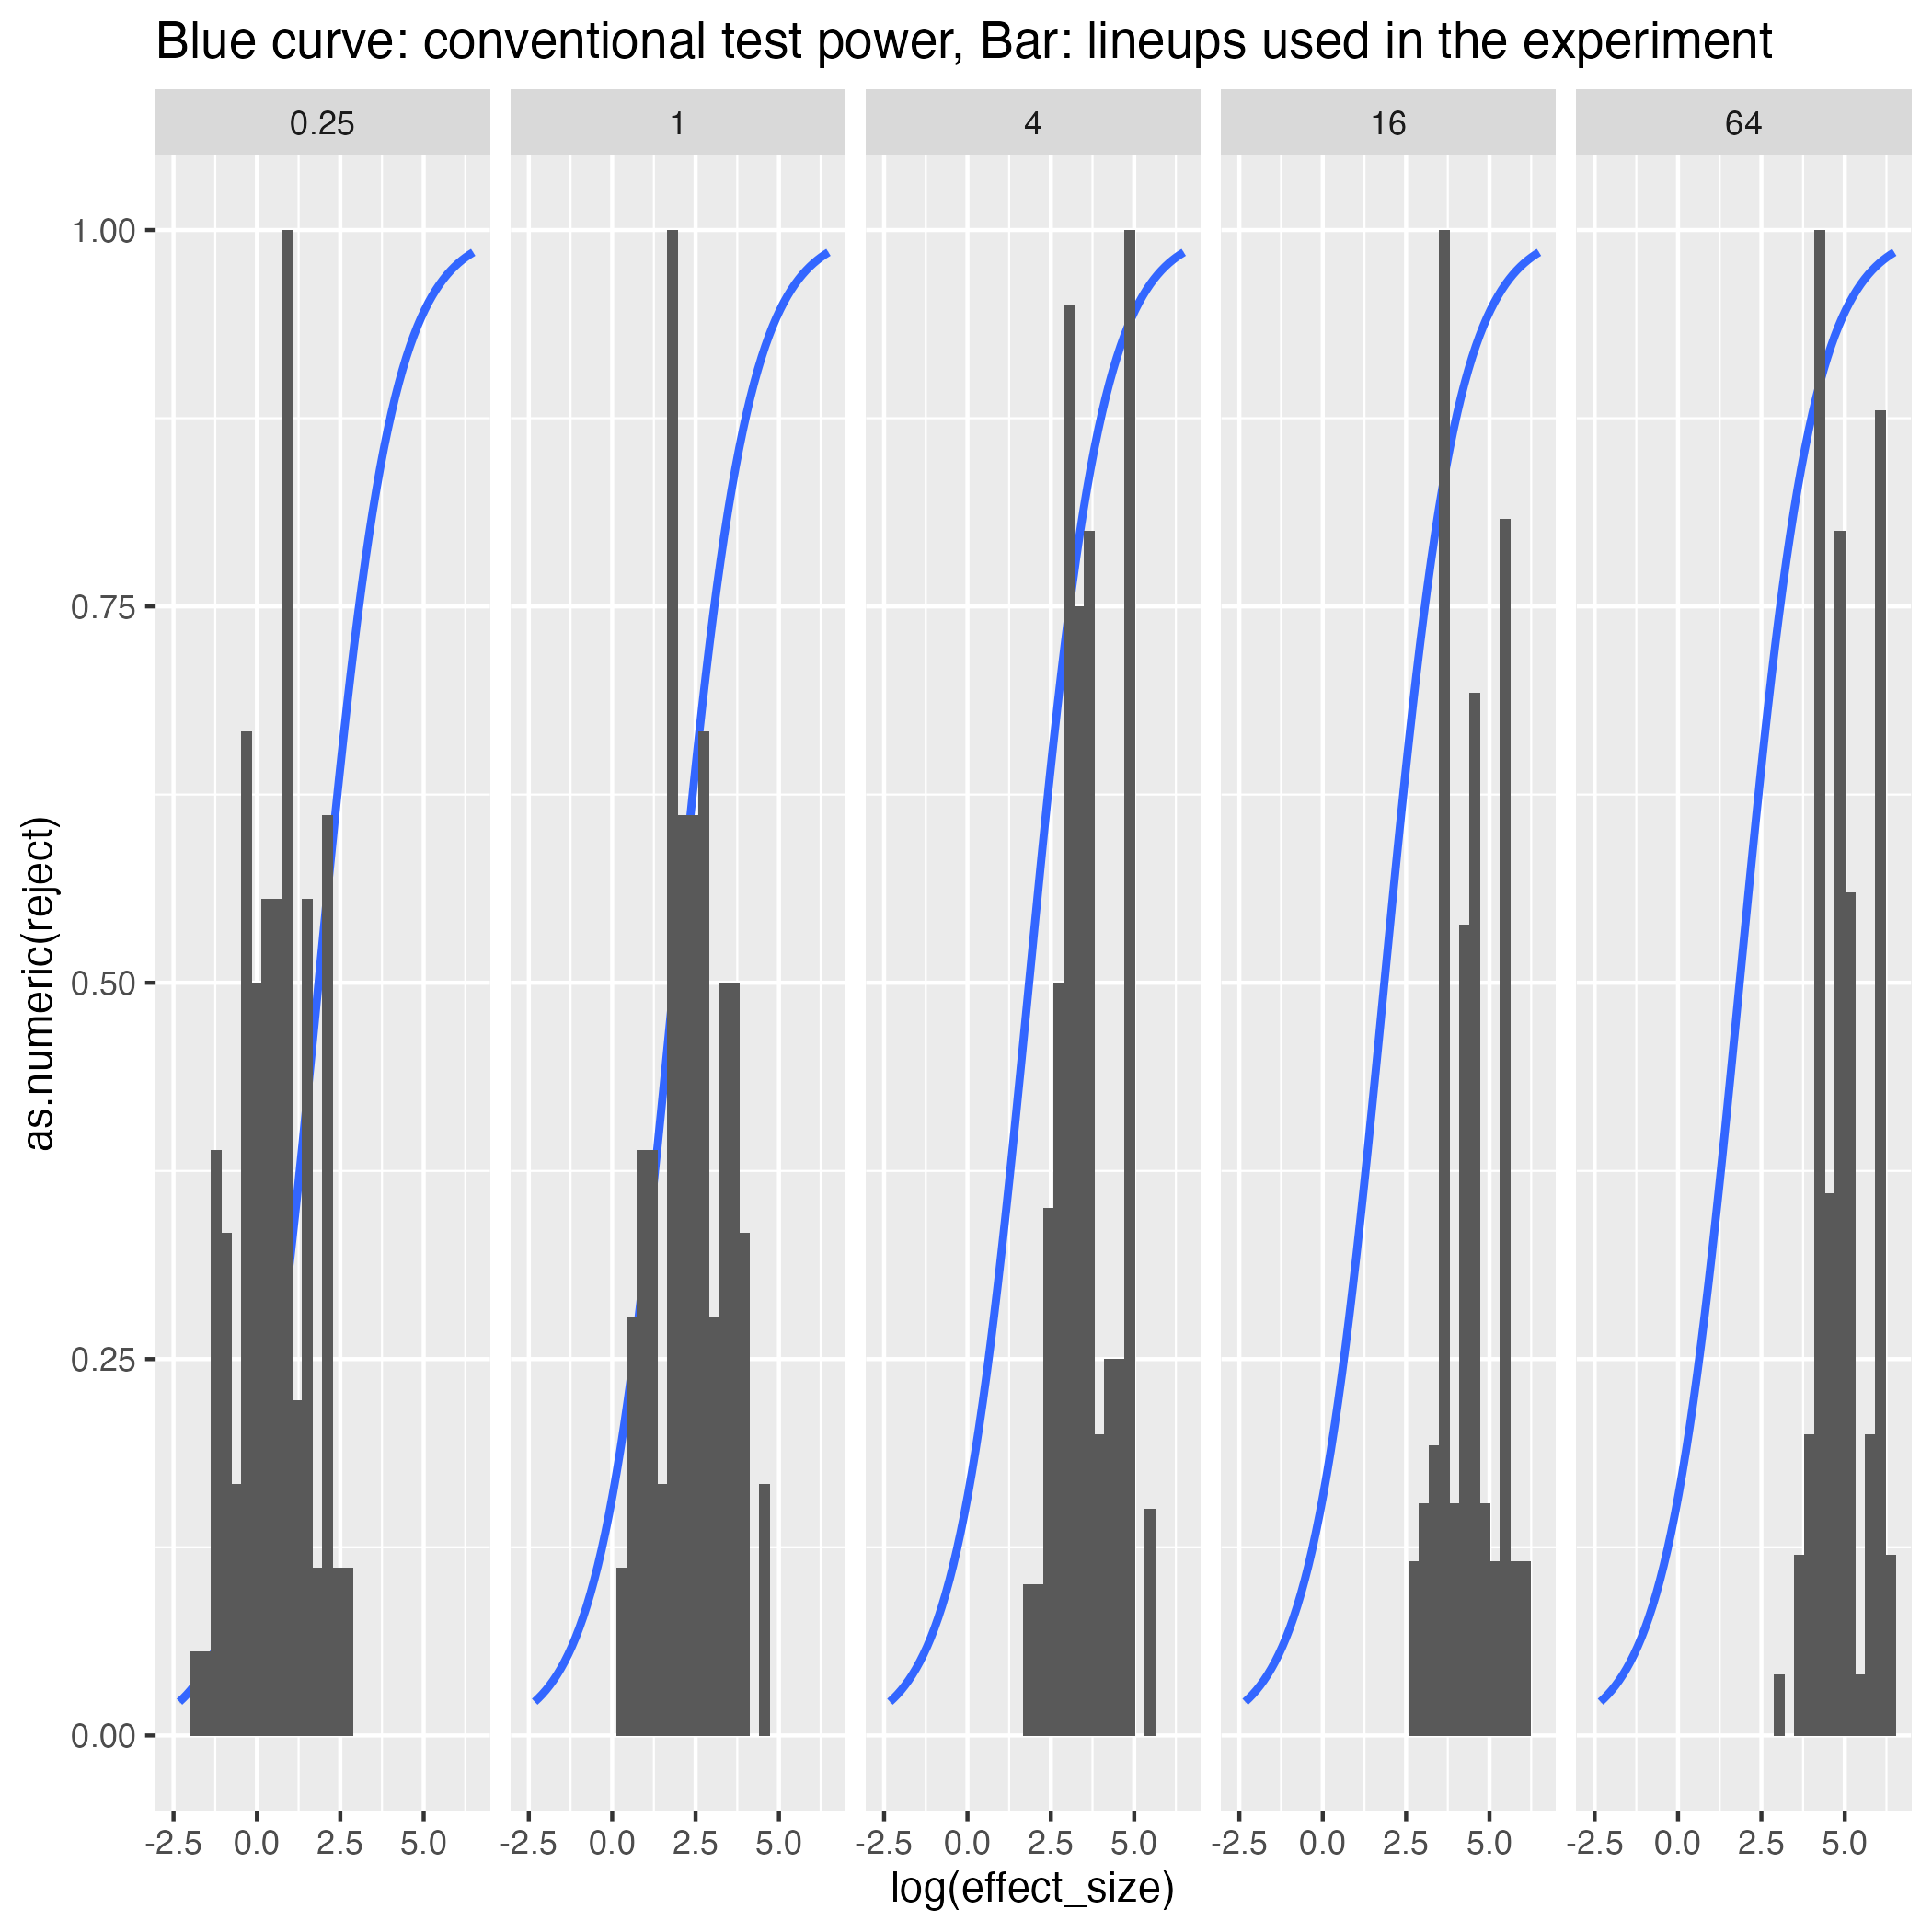 Blue curve: conventional test power, Bar: lineups used in the experiment
0.25 1 4 16 64
1.00
0.75
0.50
0.25
0.00
as.numeric(reject)
-2.5 0.0 2.5 5.0 -2.5 0.0 2.5 5.0 -2.5 0.0 2.5 5.0 -2.5 0.0 2.5 5.0 -2.5 0.0 2.5 5.0
log(effect_size)